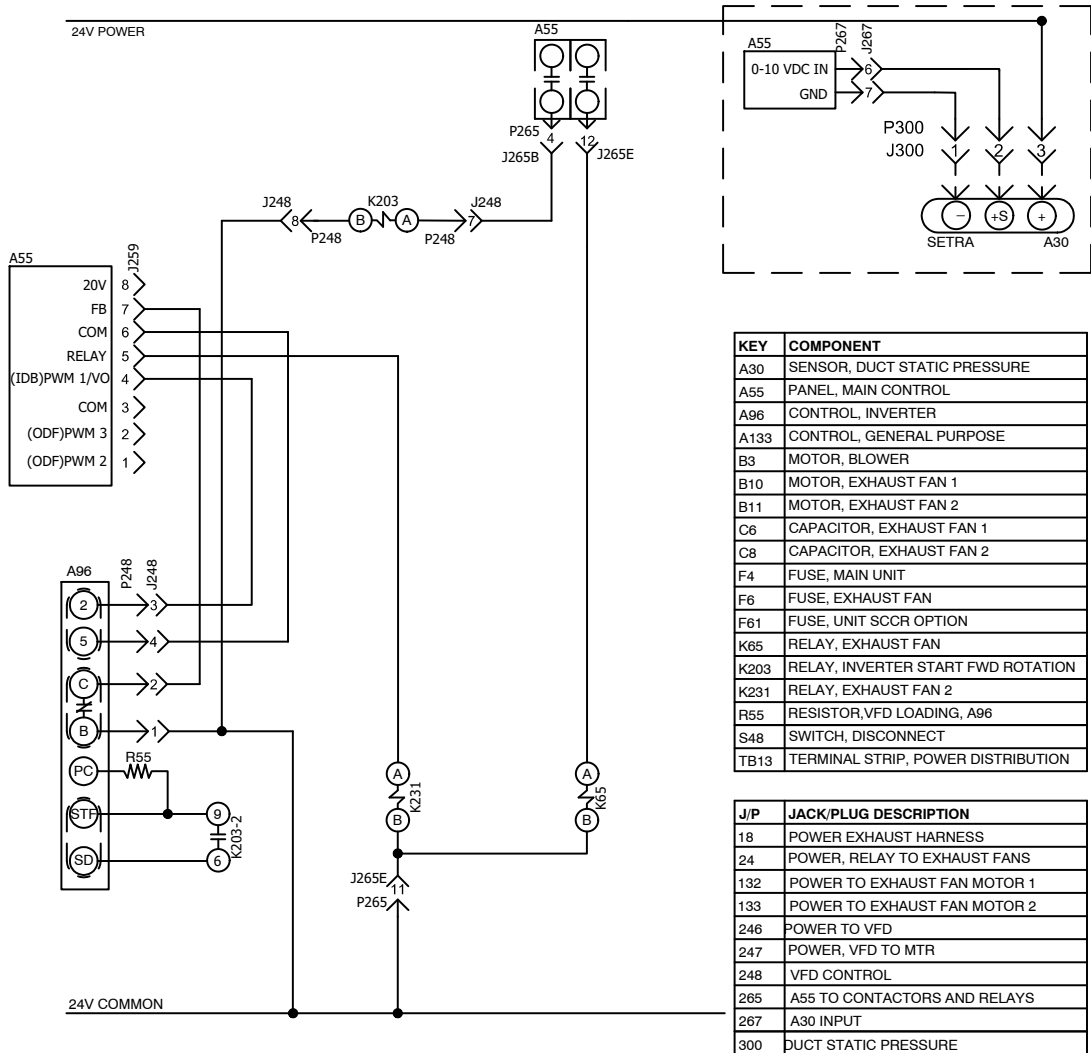 24V POWER
A55
P265
4
12
J265B
J265E
A55
P267
J267
0-10 VDC IN
6
GND
7
P300
J300
1
2
3
−
+S
+
SETRA
A30
J248
8
P248
B
K203
A
P248
7
J248
A55
J259
20V 8
FB 7
COM 6
RELAY 5
(IDB)PWM 1/VO 4
COM 3
(ODF)PWM 3 2
(ODF)PWM 2 1
A96
P248
J248
2
3
5
4
C
2
B
1
PC
R55
STF
9
K203-2
SD
6
A
K231
B
A
K65
B
J265E
11
P265
24V COMMON
KEY COMPONENT
A30 SENSOR, DUCT STATIC PRESSURE
A55 PANEL, MAIN CONTROL
A96 CONTROL, INVERTER
A133 CONTROL, GENERAL PURPOSE
B3 MOTOR, BLOWER
B10 MOTOR, EXHAUST FAN 1
B11 MOTOR, EXHAUST FAN 2
C6 CAPACITOR, EXHAUST FAN 1
C8 CAPACITOR, EXHAUST FAN 2
F4 FUSE, MAIN UNIT
F6 FUSE, EXHAUST FAN
F61 FUSE, UNIT SCCR OPTION
K65 RELAY, EXHAUST FAN
K203 RELAY, INVERTER START FWD ROTATION
K231 RELAY, EXHAUST FAN 2
R55 RESISTOR,VFD LOADING, A96
S48 SWITCH, DISCONNECT
TB13 TERMINAL STRIP, POWER DISTRIBUTION
J/P JACK/PLUG DESCRIPTION
18 POWER EXHAUST HARNESS
24 POWER, RELAY TO EXHAUST FANS
132 POWER TO EXHAUST FAN MOTOR 1
133 POWER TO EXHAUST FAN MOTOR 2
246 POWER TO VFD
247 POWER, VFD TO MTR
248 VFD CONTROL
265 A55 TO CONTACTORS AND RELAYS
267 A30 INPUT
300 DUCT STATIC PRESSURE